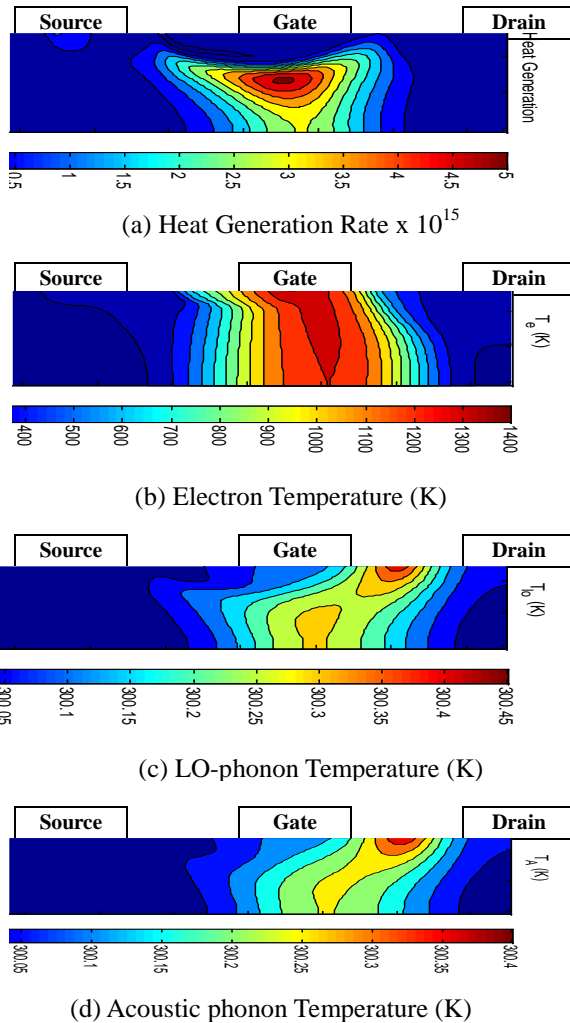 Source Gate Drain
Heat Generation
0.5 1 1.5 2 2.5 3 3.5 4 4.5 5
(a) Heat Generation Rate x 10^15
Source Gate Drain
T_e (K)
400 500 600 700 800 900 1000 1100 1200 1300 1400
(b) Electron Temperature (K)
Source Gate Drain
T_lo (K)
300.05 300.1 300.15 300.2 300.25 300.3 300.35 300.4 300.45
(c) LO-phonon Temperature (K)
Source Gate Drain
T_A (K)
300.05 300.1 300.15 300.2 300.25 300.3 300.35 300.4
(d) Acoustic phonon Temperature (K)